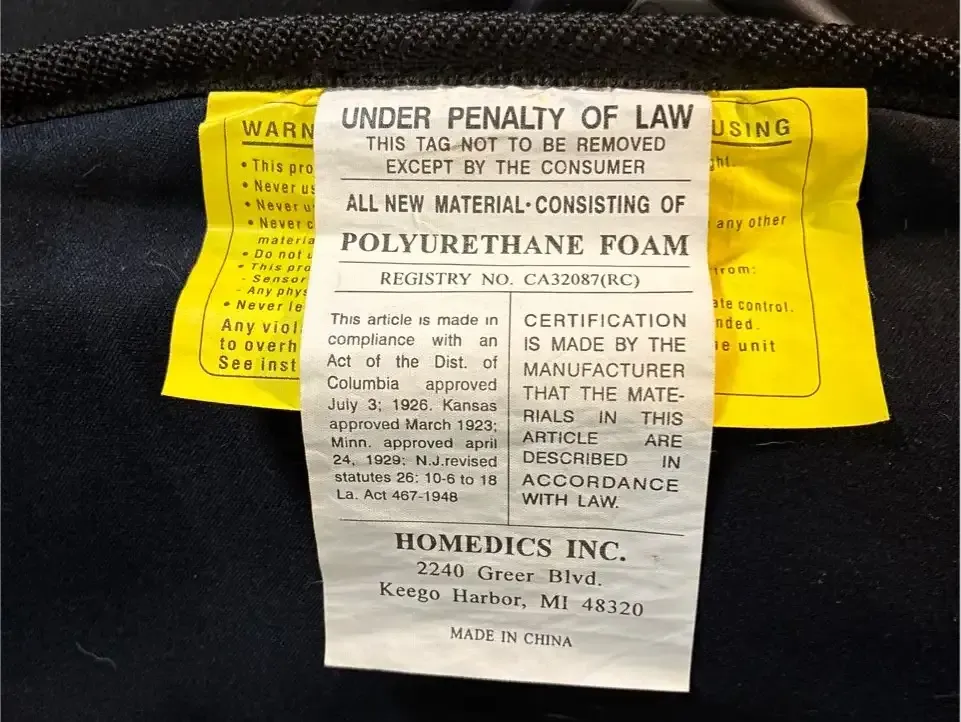 UNDER PENALTY OF LAW
THIS TAG NOT TO BE REMOVED
EXCEPT BY THE CONSUMER
ALL NEW MATERIAL·CONSISTING OF
POLYURETHANE FOAM
REGISTRY NO. CA32087(RC)
This article is made in
compliance with an
Act of the Dist. of
Columbia approved
July 3; 1926. Kansas
approved March 1923;
Minn. approved april
24, 1929; N.J.revised
statutes 26: 10-6 to 18
La. Act 467-1948
CERTIFICATION
IS MADE BY THE
MANUFACTURER
THAT THE MATE-
RIALS IN THIS
ARTICLE ARE
DESCRIBED IN
ACCORDANCE
WITH LAW.
HOMEDICS INC.
2240 Greer Blvd.
Keego Harbor, MI 48320
MADE IN CHINA
WARN
• This pro
• Never us
• Never u
• Never c
materia
• Do not u
• This pro
- Sensor
- Any phys
• Never le
Any viol
to overh
See inst
USING
ght.
any other
from:
ate control.
nded.
e unit